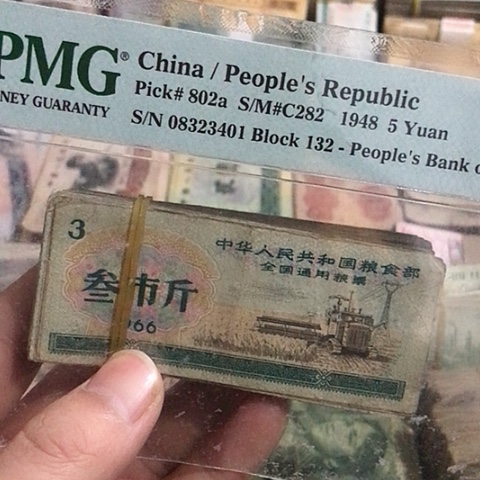 PMG®
NEY GUARANTY
China / People's Republic
Pick# 802a S/M#C282 1948 5 Yuan
S/N 08323401 Block 132 - People's Bank o
3
中华人民共和国粮食部
全国通用粮票
叁市斤
966